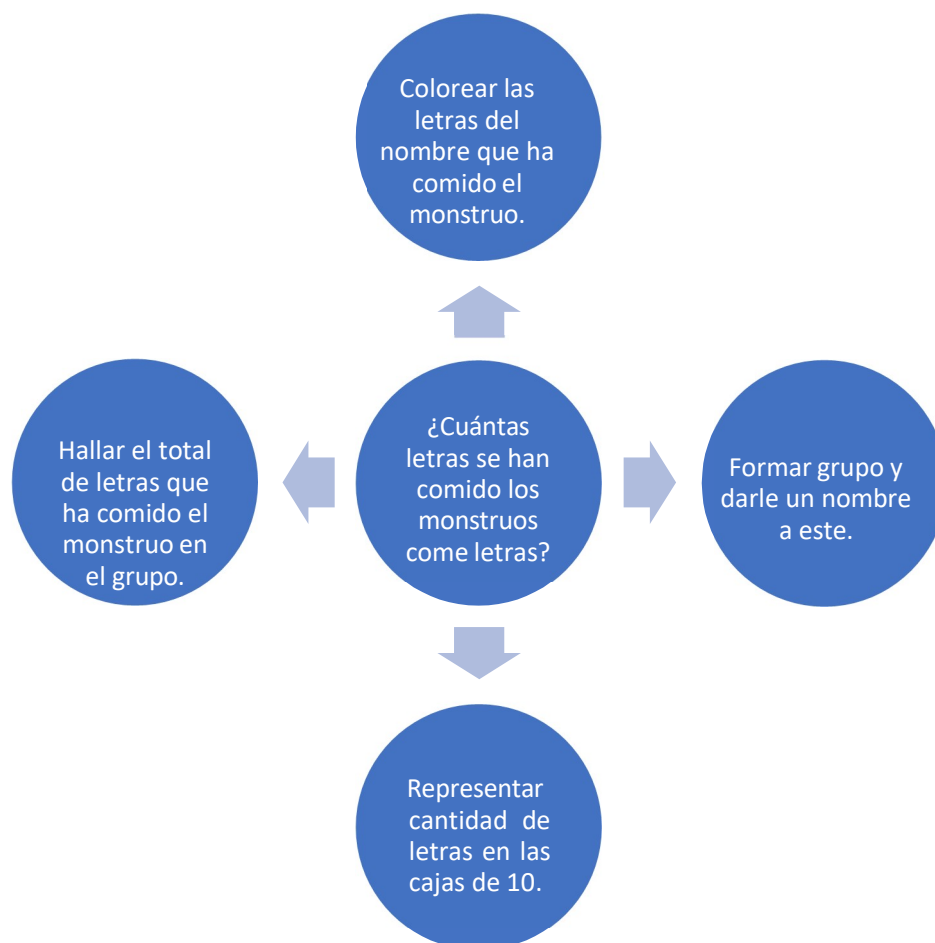 Colorear las
letras del
nombre que ha
comido el
monstruo.
Hallar el total
de letras que
ha comido el
monstruo en
el grupo.
¿Cuántas
letras se han
comido los
monstruos
come letras?
Formar grupo y
darle un nombre
a este.
Representar
cantidad de
letras en las
cajas de 10.